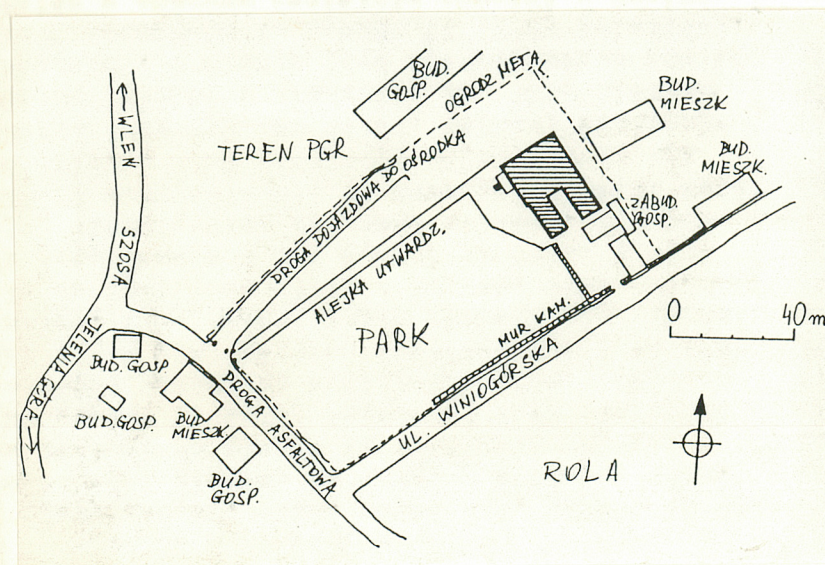 BUD.
GOSP.
OGRODZ METAL
BUD.
MIESZK
WLEŃ
SZOSA
TEREN PGR
DROGA DOJAZDOWA DO OŚRODKA
BUD.
MIESZK.
ZABUD.
GOSP.
ALEJKA UTWARDZ.
JELENIA GÓRA
PARK
MUR KAM.
0 40m
BUD. GOSP
DROGA ASFALTOWA
UL. WINIOGÓRSKA
BUD. GOSP.
BUD
MIESZK.
BUD.
GOSP.
ROLA